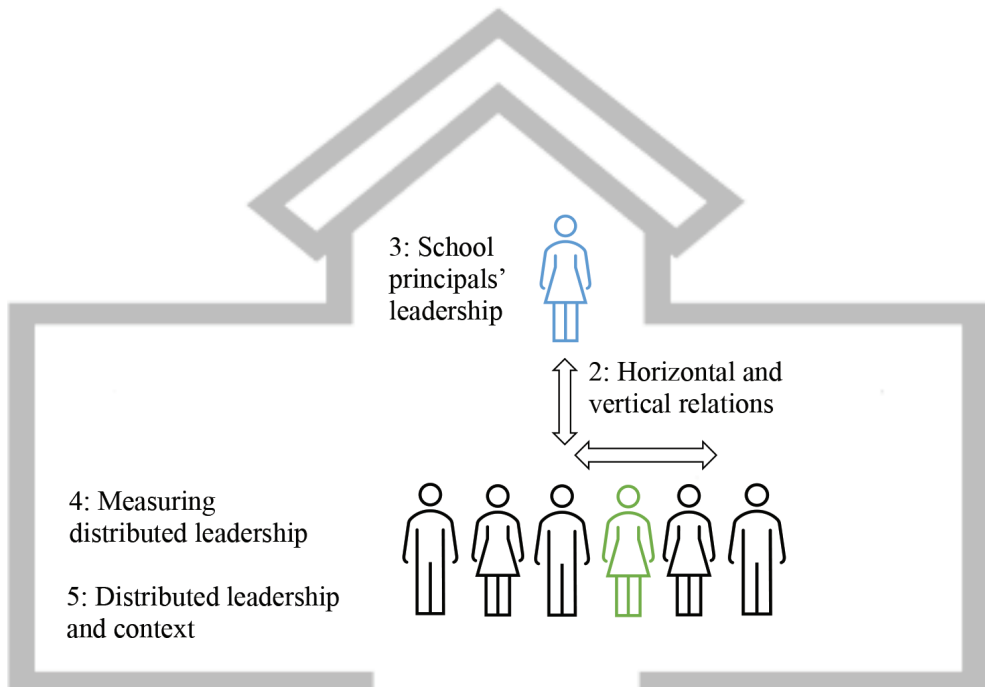 3: School
principals’
leadership
2: Horizontal and
vertical relations
4: Measuring
distributed leadership
5: Distributed leadership
and context